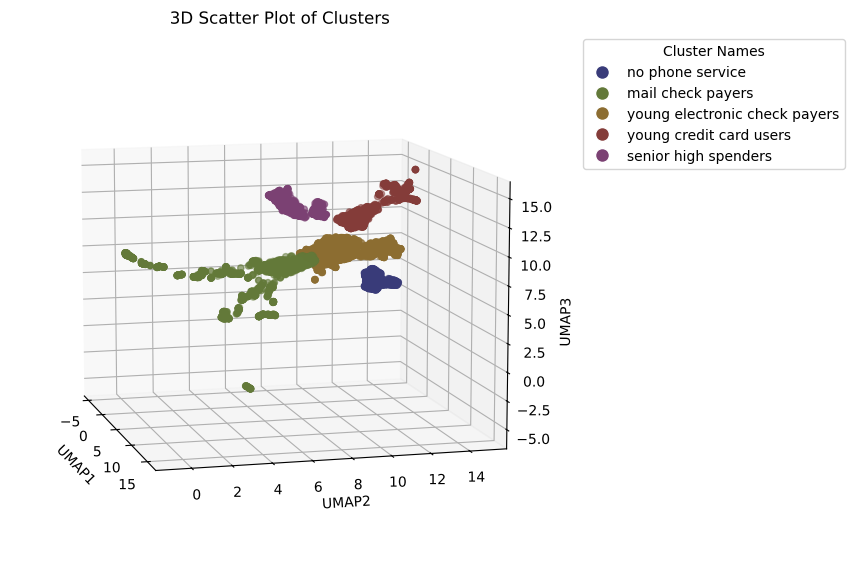 3D Scatter Plot of Clusters
Cluster Names
no phone service
mail check payers
young electronic check payers
young credit card users
senior high spenders
15.0
12.5
10.0
7.5
5.0
2.5
0.0
−2.5
−5.0
UMAP3
−5
0
5
10
15
UMAP1
0
2
4
6
8
10
12
14
UMAP2